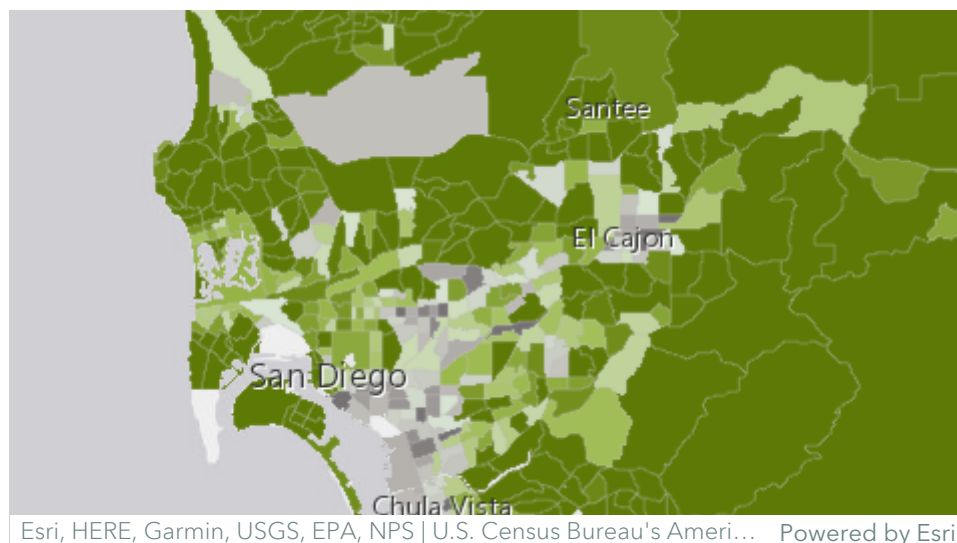 Santee
El Cajon
San Diego
Chula Vista
Esri, HERE, Garmin, USGS, EPA, NPS | U.S. Census Bureau's Ameri... Powered by Esri